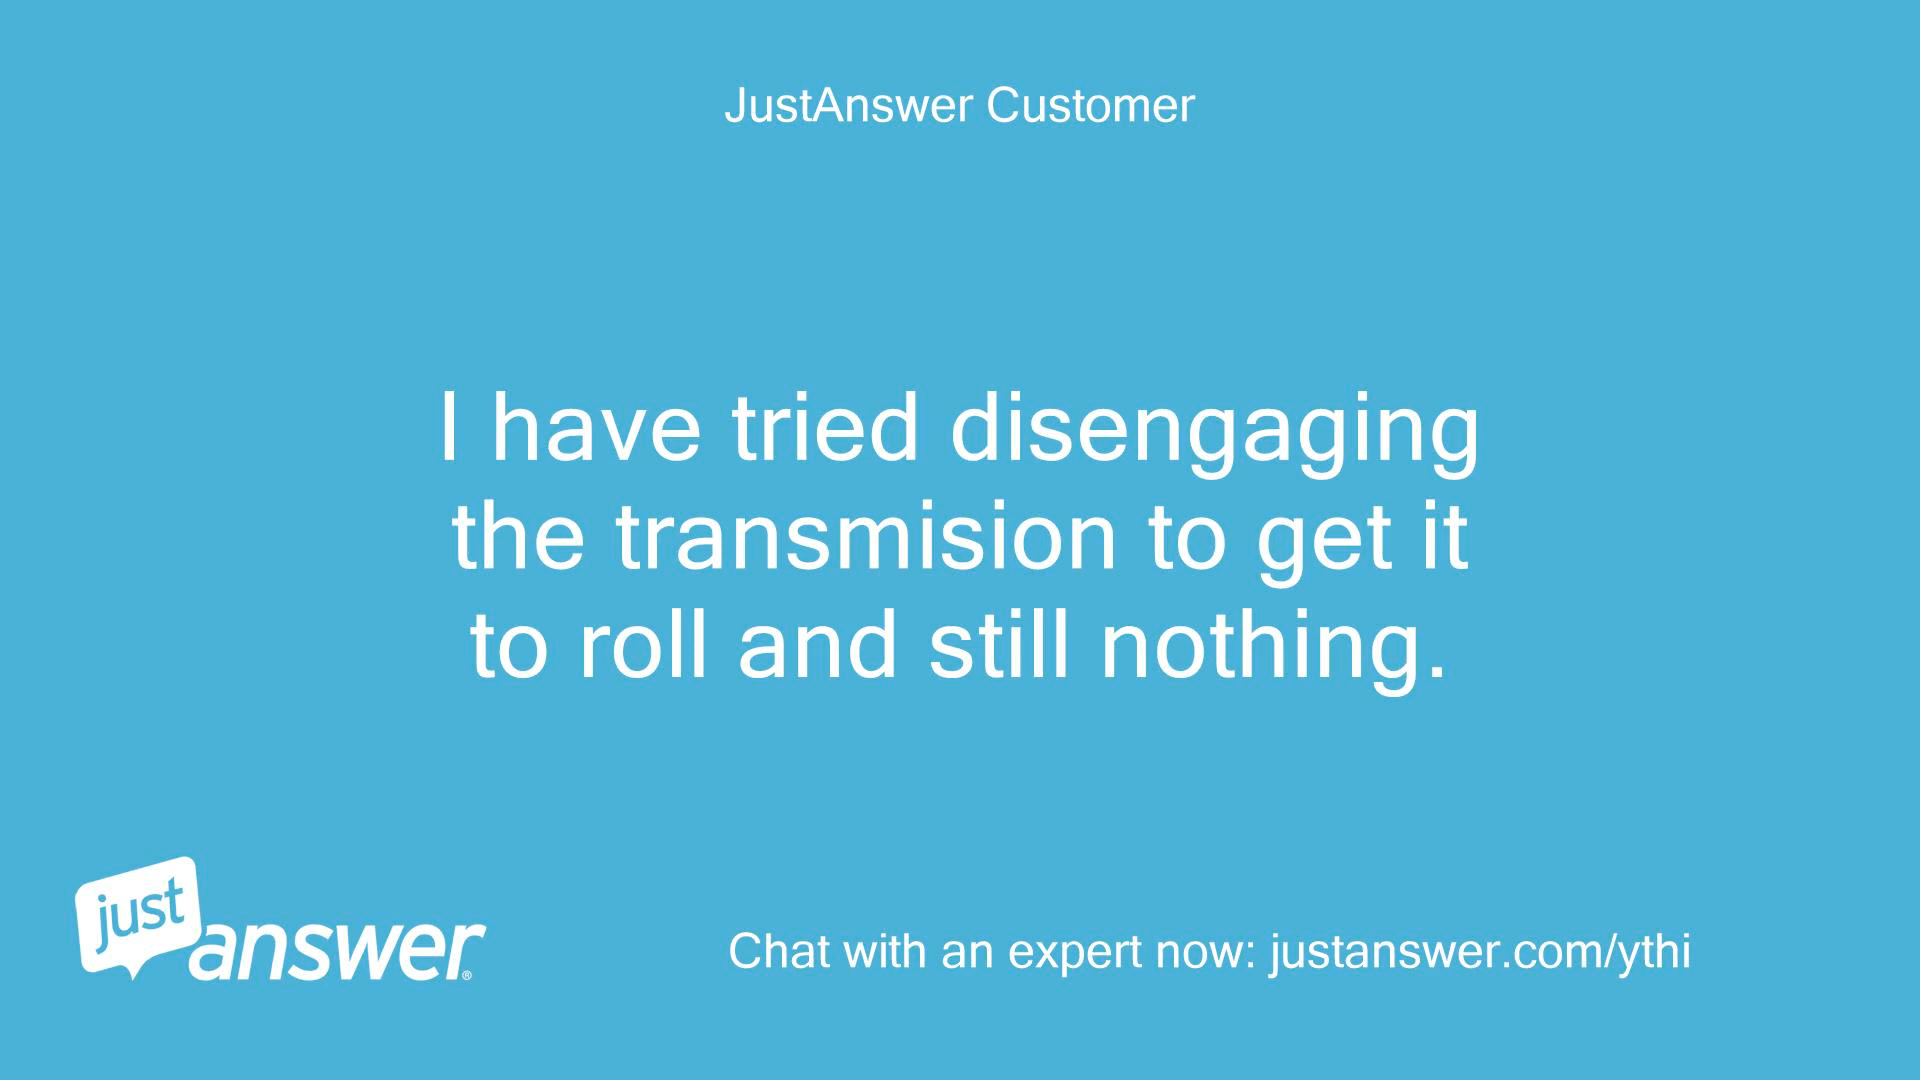 JustAnswer Customer
I have tried disengaging
the transmision to get it
to roll and still nothing.
just
answer®
Chat with an expert now: justanswer.com/ythi